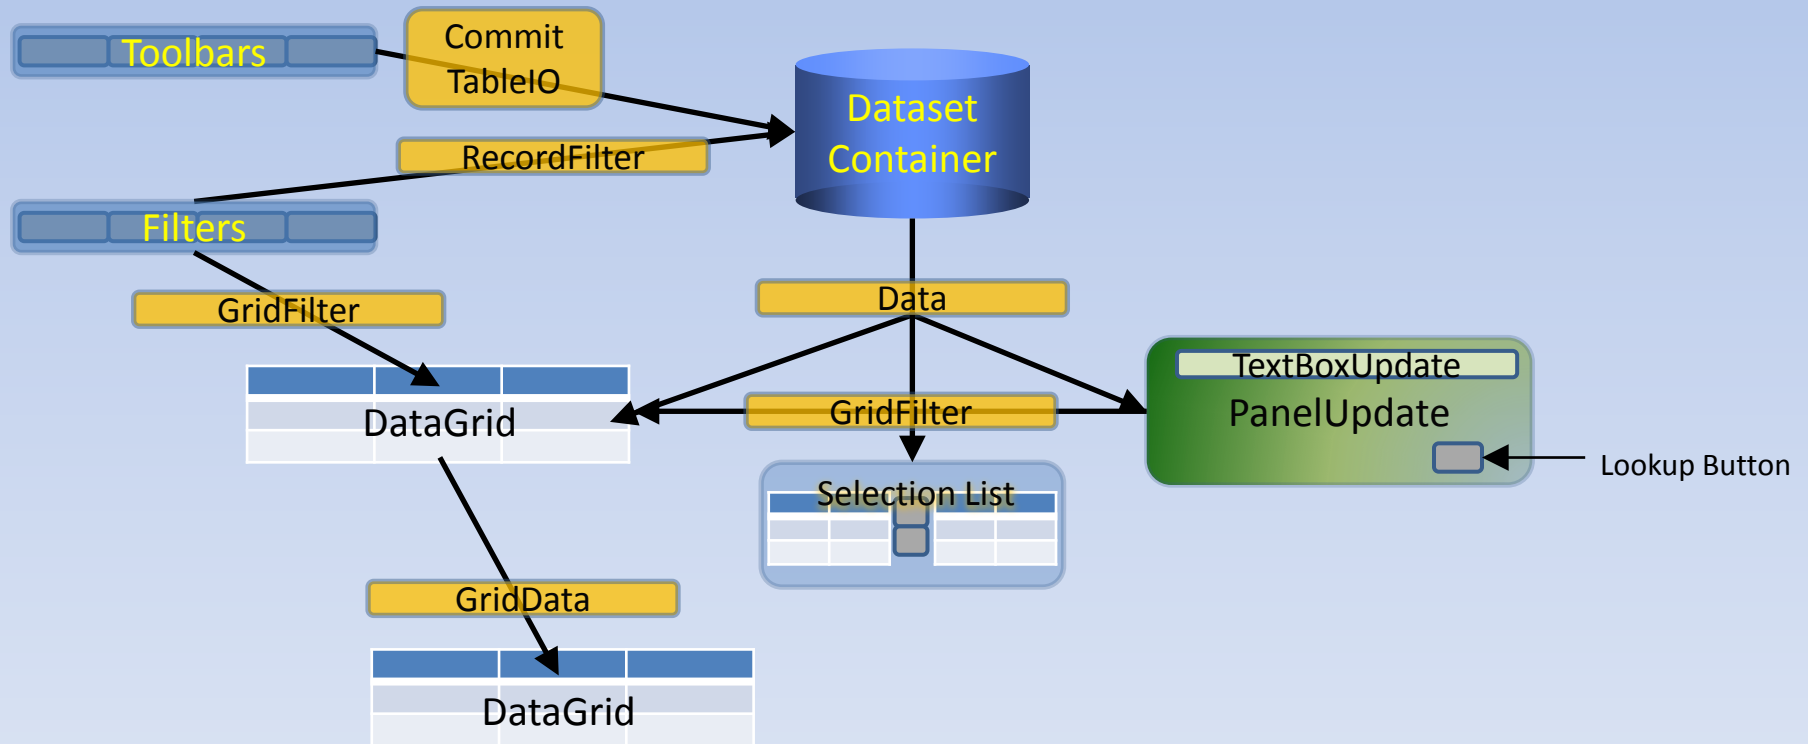 Toolbars
Commit
TableIO
Dataset
Container
RecordFilter
Filters
GridFilter
Data
TextBoxUpdate
PanelUpdate
DataGrid
GridFilter
Lookup Button
Selection List
GridData
DataGrid